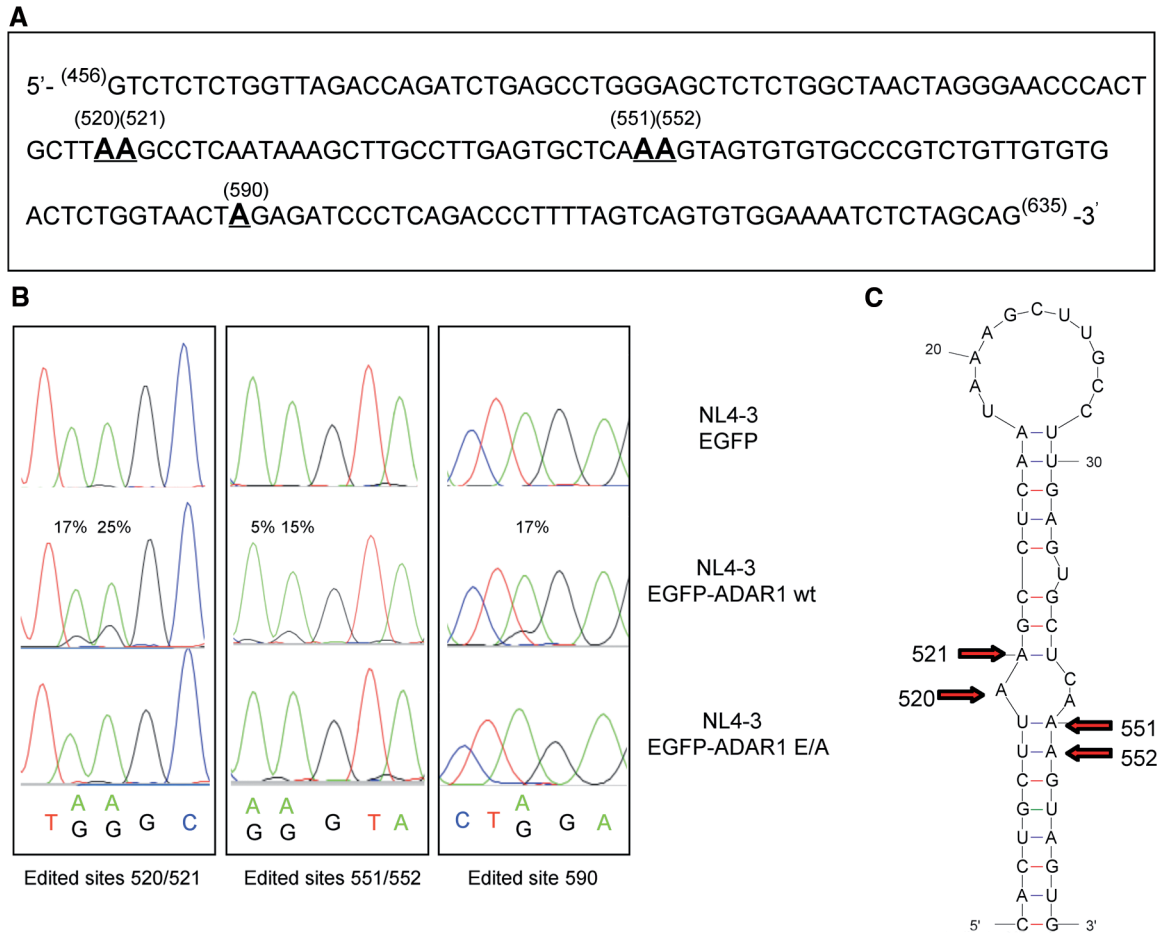 A
5'- (456)GTCTCTCTGGTTAGACCAGATCTGAGCCTGGGAGCTCTCTGGCTAACTAGGGAACCCACT
(520)(521) (551)(552)
GCTTAAGCCTCAATAAAGCTTGCCTTGAGTGCTCAAAGTAGTGTGTGCCCGTCTGTTGTGTG
(590)
ACTCTGGTAACTAGAGATCCCTCAGACCCTTTTAGTCAGTGTGGAAAATCTCTAGCAG(635) -3'
B
NL4-3
EGFP
17% 25%
5% 15%
17%
NL4-3
EGFP-ADAR1 wt
NL4-3
EGFP-ADAR1 E/A
A A
T G G G C
A A
G G G T A
A
C T G G A
Edited sites 520/521
Edited sites 551/552
Edited site 590
C
G C U
A U
20 A G
A C
U C
A U
A U 30
C G
U A
C G
U
C G
G C
521 A U
C
520 A A
U A 551
U A 552
C G
G U
U A
C G
A U
5' C G 3'